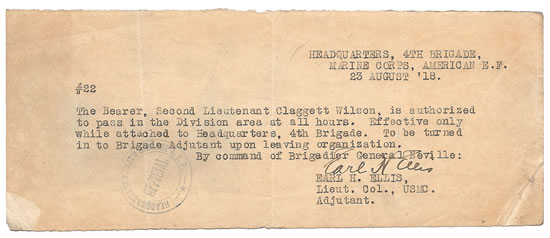 HEADQUARTERS, 4TH BRIGADE,
MARINE CORPS, AMERICAN E.F.
23 AUGUST '18.
#22
The Bearer, Second Lieutenant Claggett Wilson, is authorized
to pass in the Division area at all hours. Effective only
while attached to Headquarters, 4th Brigade. To be turned
in to Brigade Adjutant upon leaving organization.
By command of Brigadier General Neville:
Earl H Ellis
EARL H. ELLIS,
Lieut. Col., USMC.
Adjutant.